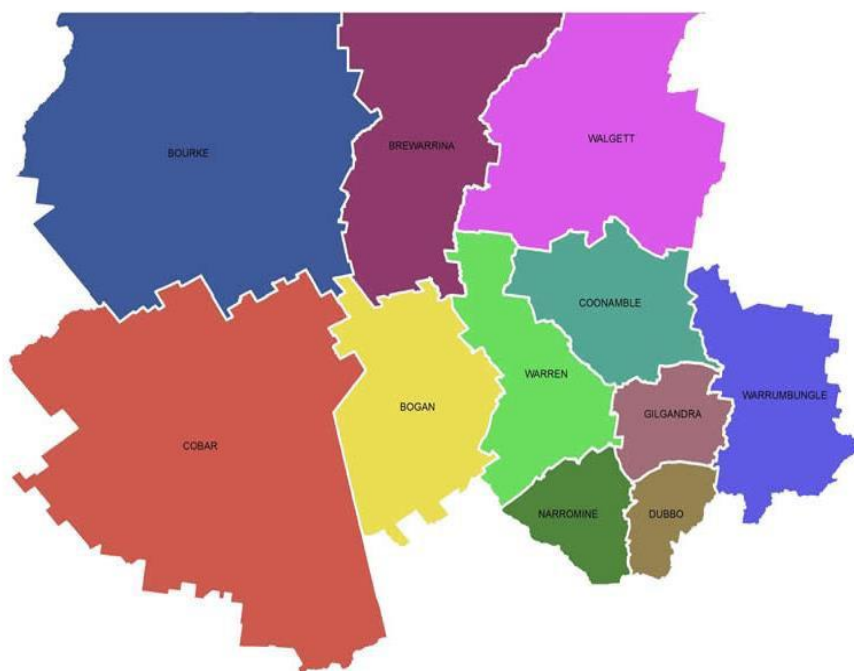 BOURKE
BREWARRINA
WALGETT
COONAMBLE
WARREN
WARRUMBUNGLE
BOGAN
GILGANDRA
COBAR
NARROMINE
DUBBO